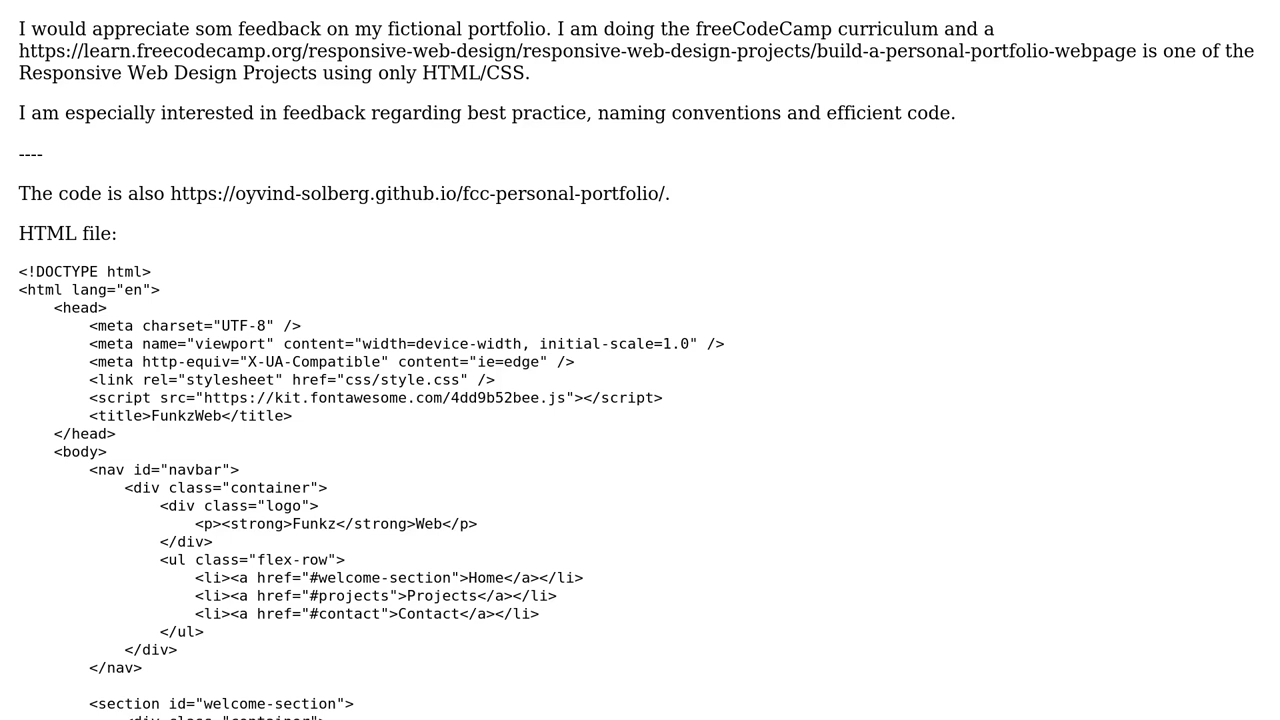 I would appreciate som feedback on my fictional portfolio. I am doing the freeCodeCamp curriculum and a
https://learn.freecodecamp.org/responsive-web-design/responsive-web-design-projects/build-a-personal-portfolio-webpage is one of the
Responsive Web Design Projects using only HTML/CSS.
I am especially interested in feedback regarding best practice, naming conventions and efficient code.
----
The code is also https://oyvind-solberg.github.io/fcc-personal-portfolio/.
HTML file:
<!DOCTYPE html>
<html lang="en">
    <head>
        <meta charset="UTF-8" />
        <meta name="viewport" content="width=device-width, initial-scale=1.0" />
        <meta http-equiv="X-UA-Compatible" content="ie=edge" />
        <link rel="stylesheet" href="css/style.css" />
        <script src="https://kit.fontawesome.com/4dd9b52bee.js"></script>
        <title>FunkzWeb</title>
    </head>
    <body>
        <nav id="navbar">
            <div class="container">
                <div class="logo">
                    <p><strong>Funkz</strong>Web</p>
                </div>
                <ul class="flex-row">
                    <li><a href="#welcome-section">Home</a></li>
                    <li><a href="#projects">Projects</a></li>
                    <li><a href="#contact">Contact</a></li>
                </ul>
            </div>
        </nav>
        <section id="welcome-section">
            <div class="container">